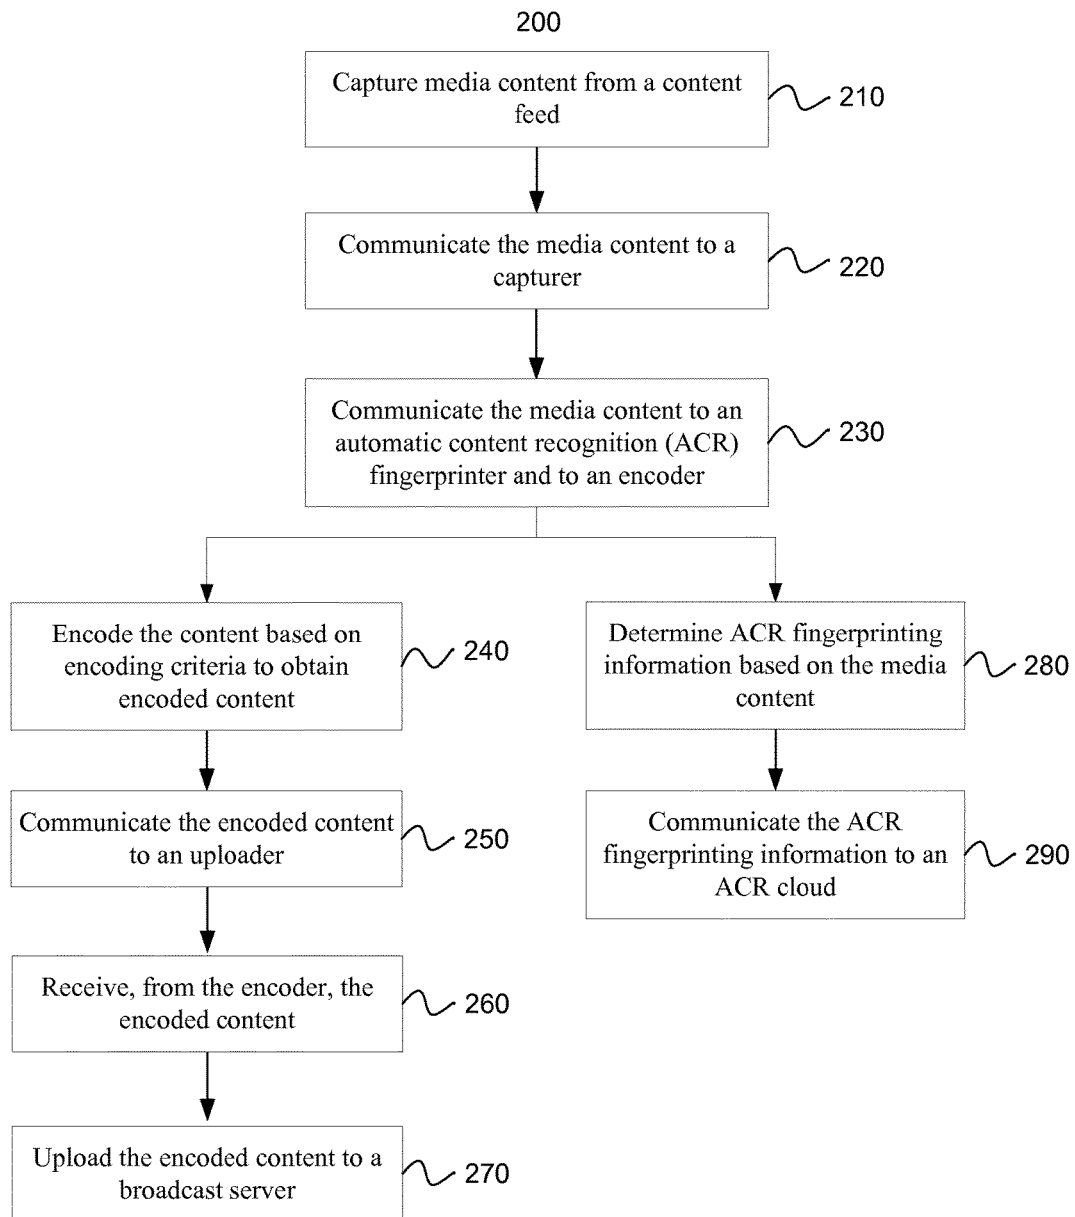 200
Capture media content from a content
feed
210
Communicate the media content to a
capturer
220
Communicate the media content to an
automatic content recognition (ACR)
fingerprinter and to an encoder
230
Encode the content based on
encoding criteria to obtain
encoded content
240
Communicate the encoded content
to an uploader
250
Receive, from the encoder, the
encoded content
260
Upload the encoded content to a
broadcast server
270
Determine ACR fingerprinting
information based on the media
content
280
Communicate the ACR
fingerprinting information to an
ACR cloud
290